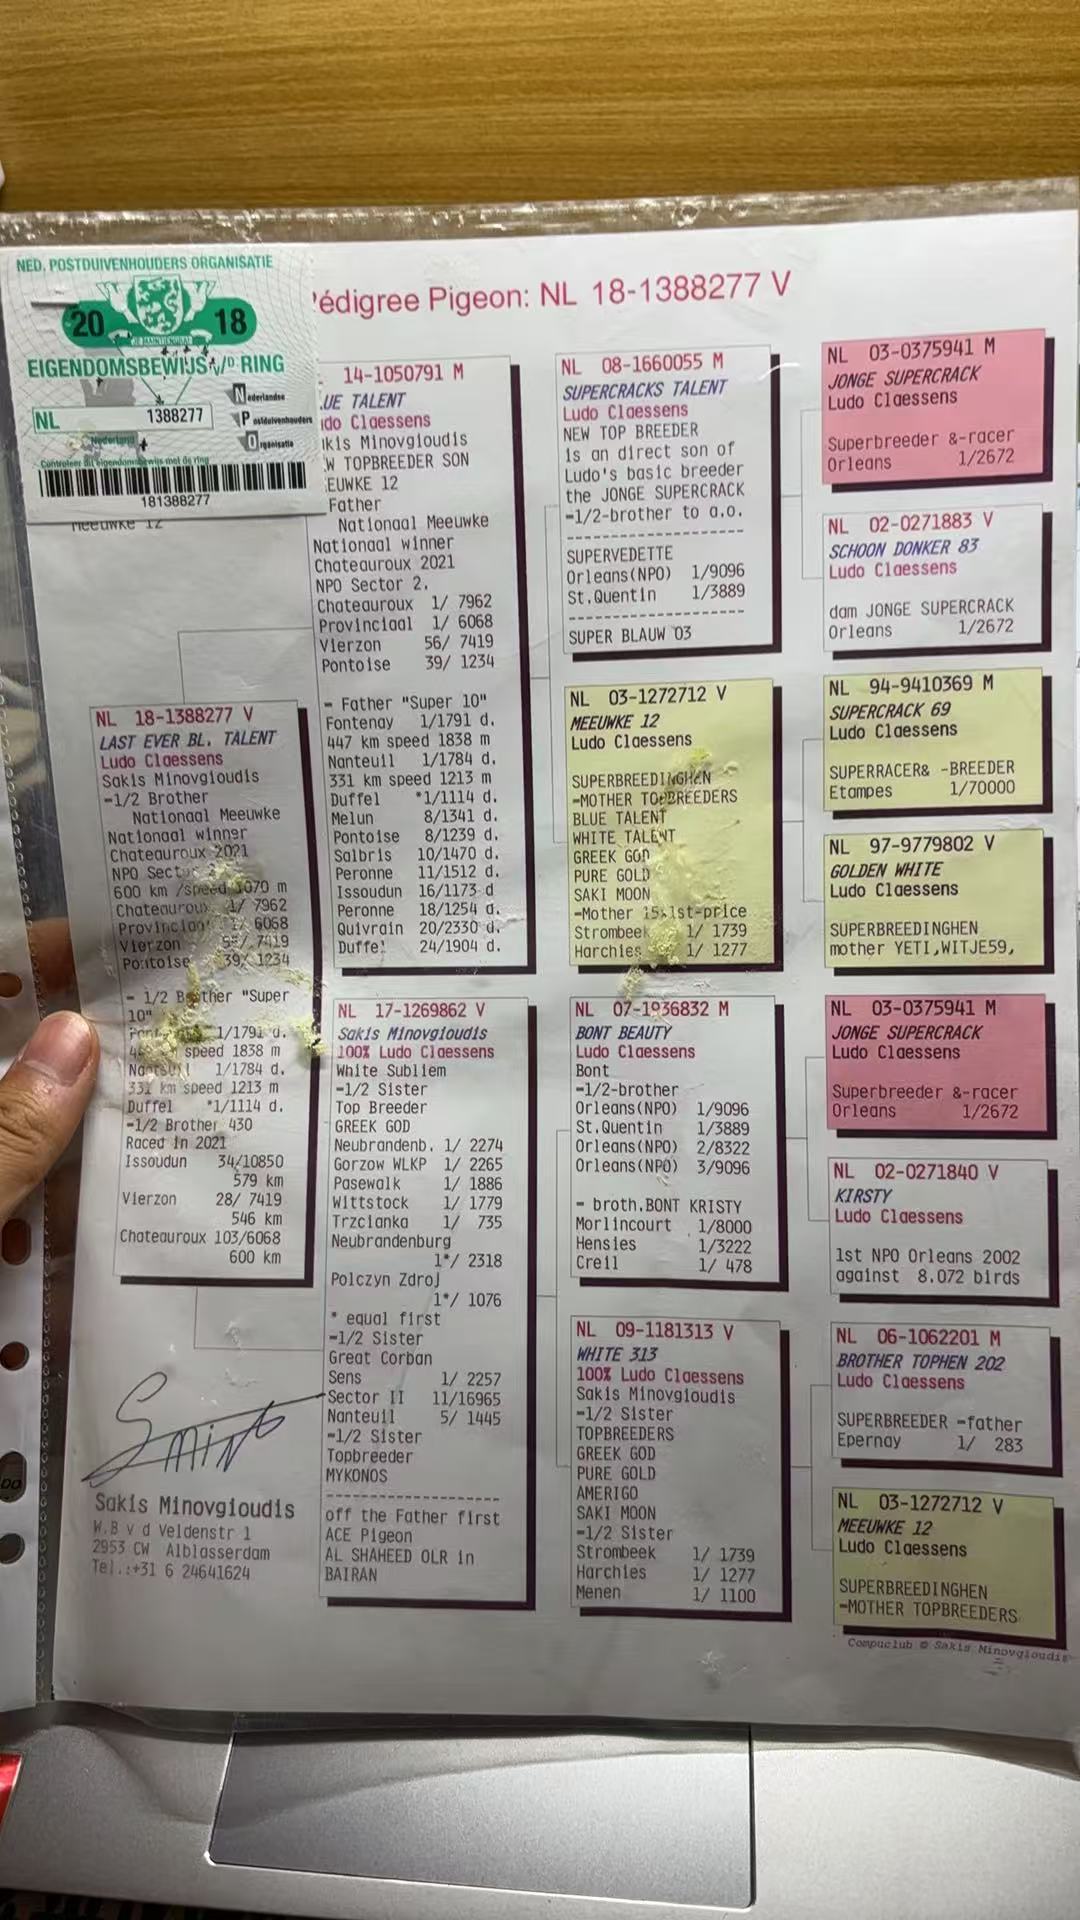 NED. POSTDUIVENHOUDERS ORGANISATIE
20 18
JE MAINTIENDRAI
EIGENDOMSBEWIJS V/D RING
NL 1388277
Nederlandse
Postduivenhouders
Organisatie
Nederland
Controleer dit eigendomsbewijs met de ring
181388277
Meeuwke 12
Pédigree Pigeon: NL 18-1388277 V
NL 18-1388277 V
LAST EVER BL. TALENT
Ludo Claessens
Sakis Minovgioudis
-1/2 Brother
Nationaal Meeuwke
Nationaal winner
Chateauroux 2021
NPO Sector
600 km /speed 1070 m
Chateauroux 1/ 7962
Provinciaal 1/ 6068
Vierzon 7419
Pontoise 39/ 1234
- 1/2 Brother "Super
10"
1/1791 d.
speed 1838 m
Nanteuil 1/1784 d.
331 km speed 1213 m
Duffel *1/1114 d.
-1/2 Brother 430
Raced in 2021
Issoudun 34/10850
579 km
Vierzon 28/ 7419
546 km
Chateauroux 103/6068
600 km
Sakis Minovgioudis
W.B v d Veldenstr 1
2953 CW Alblasserdam
Tel.:+31 6 24641624
14-1050791 M
UE TALENT
do Claessens
kis Minovgioudis
W TOPBREEDER SON
EUWKE 12
Father
Nationaal Meeuwke
Nationaal winner
Chateauroux 2021
NPO Sector 2.
Chateauroux 1/ 7962
Provinciaal 1/ 6068
Vierzon 56/ 7419
Pontoise 39/ 1234
- Father "Super 10"
Fontenay 1/1791 d.
447 km speed 1838 m
Nanteuil 1/1784 d.
331 km speed 1213 m
Duffel *1/1114 d.
Melun 8/1341 d.
Pontoise 8/1239 d.
Salbris 10/1470 d.
Peronne 11/1512 d.
Issoudun 16/1173 d
Peronne 18/1254 d.
Quivrain 20/2330 d.
Duffel 24/1904 d.
NL 17-1269862 V
Sakis Minovgioudis
100% Ludo Claessens
White Subliem
-1/2 Sister
Top Breeder
GREEK GOD
Neubrandenb. 1/ 2274
Gorzow WLKP 1/ 2265
Pasewalk 1/ 1886
Wittstock 1/ 1779
Trzcianka 1/ 735
Neubrandenburg
1*/ 2318
Polczyn Zdroj
1*/ 1076
* equal first
-1/2 Sister
Great Corban
Sens 1/ 2257
Sector II 11/16965
Nanteuil 5/ 1445
-1/2 Sister
Topbreeder
MYKONOS
off the Father first
ACE Pigeon
AL SHAHEED OLR in
BAIRAN
NL 08-1660055 M
SUPERCRACKS TALENT
Ludo Claessens
NEW TOP BREEDER
is an direct son of
Ludo's basic breeder
the JONGE SUPERCRACK
-1/2-brother to a.o.
SUPERVEDETTE
Orleans(NPO) 1/9096
St.Quentin 1/3889
SUPER BLAUW '03
NL 03-1272712 V
MEEUWKE 12
Ludo Claessens
SUPERBREEDINGHEN
-MOTHER TOPBREEDERS
BLUE TALENT
WHITE TALENT
GREEK GOD
PURE GOLD
SAKI MOON
-Mother 15x1st-price
Strombeek 1/ 1739
Harchies 1/ 1277
NL 07-1936832 M
BONT BEAUTY
Ludo Claessens
Bont
-1/2-brother
Orleans(NPO) 1/9096
St.Quentin 1/3889
Orleans(NPO) 2/8322
Orleans(NPO) 3/9096
- broth.BONT KRISTY
Morlincourt 1/8000
Hensies 1/3222
Creil 1/ 478
NL 09-1181313 V
WHITE 313
100% Ludo Claessens
Sakis Minovgioudis
-1/2 Sister
TOPBREEDERS
GREEK GOD
PURE GOLD
AMERIGO
SAKI MOON
-1/2 Sister
Strombeek 1/ 1739
Harchies 1/ 1277
Menen 1/ 1100
NL 03-0375941 M
JONGE SUPERCRACK
Ludo Claessens
Superbreeder &-racer
Orleans 1/2672
NL 02-0271883 V
SCHOON DONKER 83
Ludo Claessens
dam JONGE SUPERCRACK
Orleans 1/2672
NL 94-9410369 M
SUPERCRACK 69
Ludo Claessens
SUPERRACER& -BREEDER
Etampes 1/70000
NL 97-9779802 V
GOLDEN WHITE
Ludo Claessens
SUPERBREEDINGHEN
mother YETI,WITJE59,
NL 03-0375941 M
JONGE SUPERCRACK
Ludo Claessens
Superbreeder &-racer
Orleans 1/2672
NL 02-0271840 V
KIRSTY
Ludo Claessens
1st NPO Orleans 2002
against 8.072 birds
NL 06-1062201 M
BROTHER TOPHEN 202
Ludo Claessens
SUPERBREEDER -father
Epernay 1/ 283
NL 03-1272712 V
MEEUWKE 12
Ludo Claessens
SUPERBREEDINGHEN
-MOTHER TOPBREEDERS
Compuclub © Sakis Minovgioudis